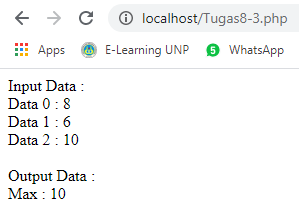 localhost/Tugas8-3.php
Apps E-Learning UNP 5 WhatsApp
Input Data :
Data 0 : 8
Data 1 : 6
Data 2 : 10
Output Data :
Max : 10